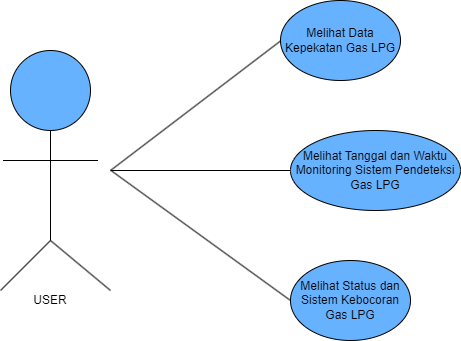 Melihat Data
Kepekatan Gas LPG
Melihat Tanggal dan Waktu
Monitoring Sistem Pendeteksi
Gas LPG
Melihat Status dan
Sistem Kebocoran
Gas LPG
USER